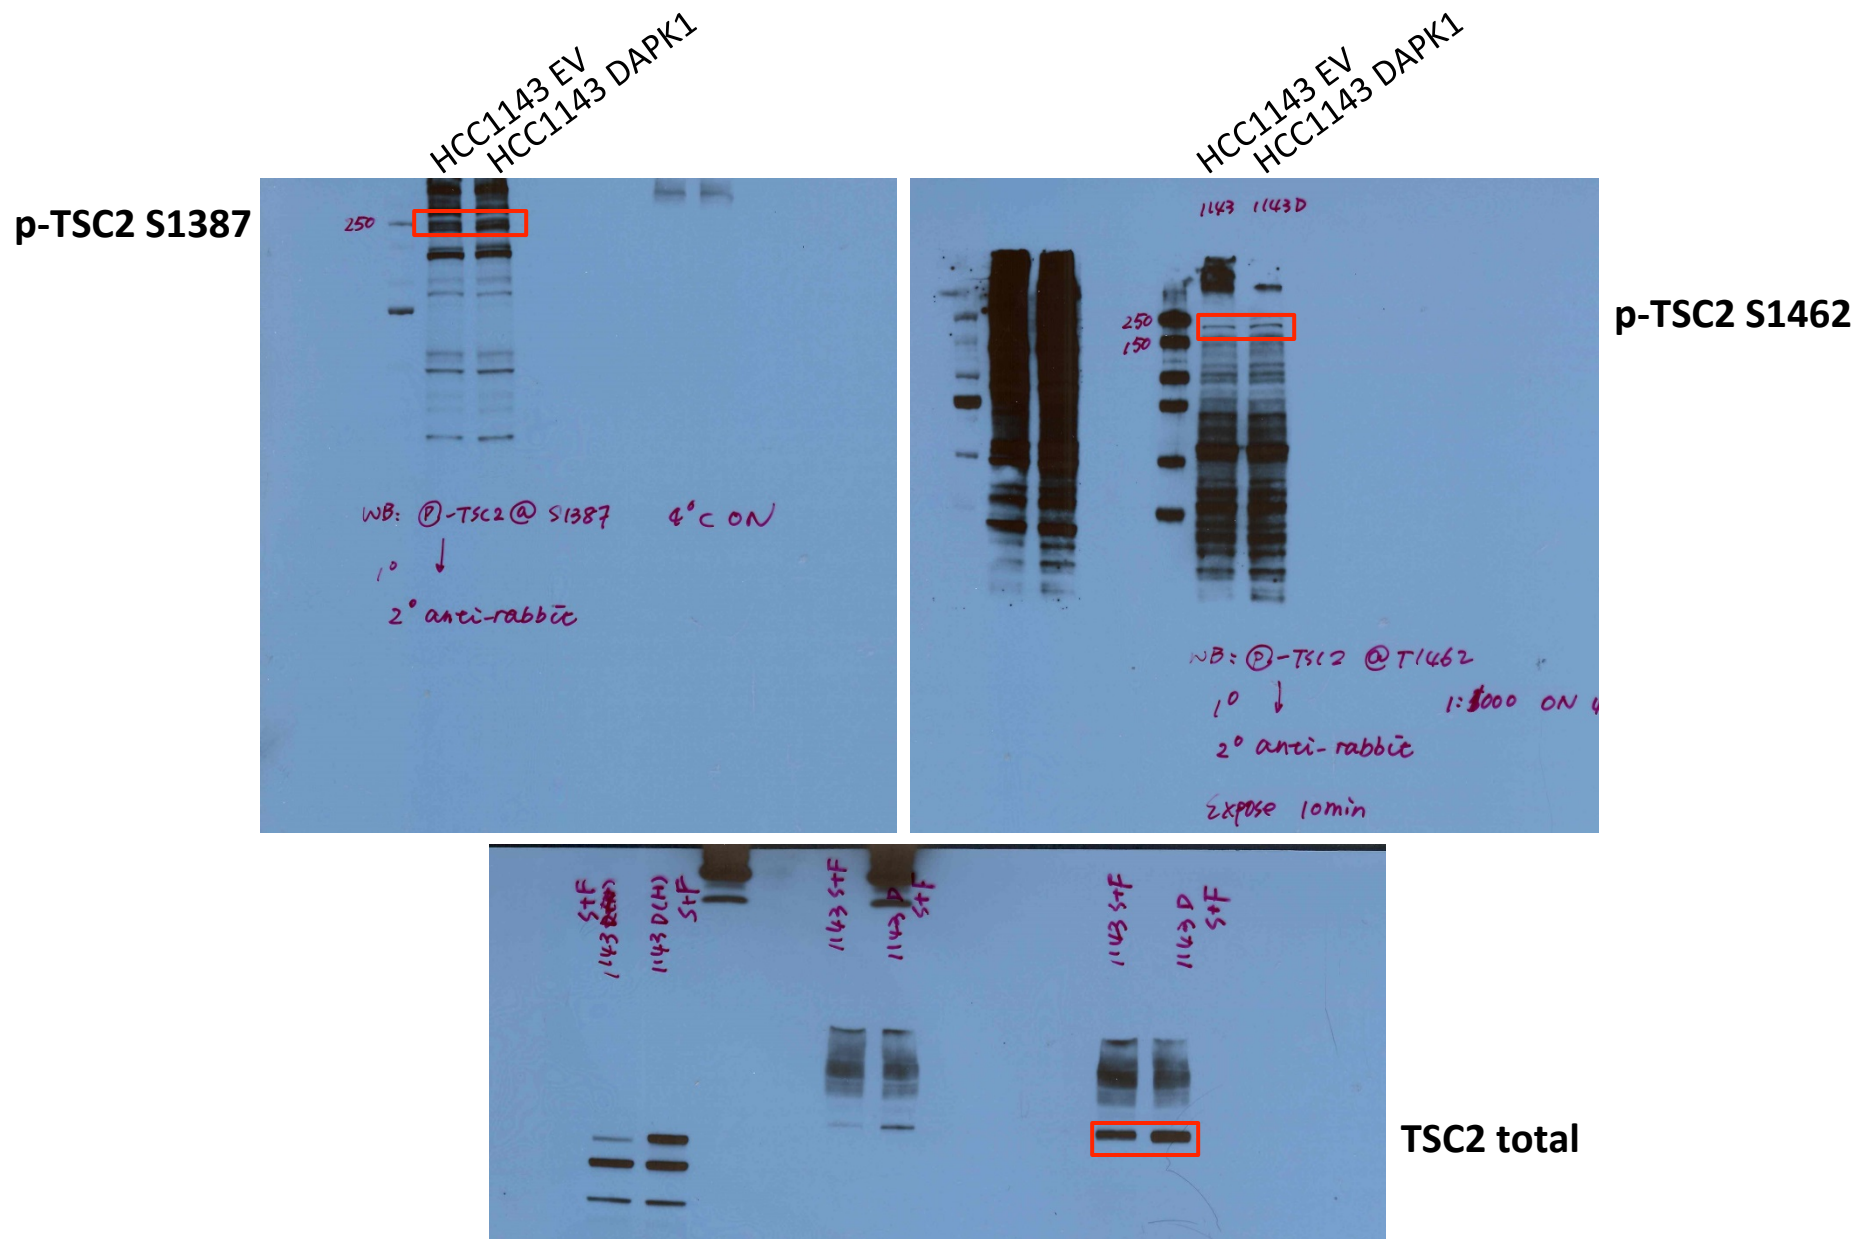 HCC1143 EV
HCC1143 DAPK1
HCC1143 EV
HCC1143 DAPK1
p-TSC2 S1387
250
WB: Ⓟ-TSC2 @ S1387 4°C ON
1° ↓
2° anti-rabbit
1143 1143D
250
150
p-TSC2 S1462
WB: Ⓟ-TSC2 @ T1462
1° ↓ 1:1000 ON
2° anti-rabbit
Expose 10min
S+F
1143
1143 D(H)
S+F
1143 S+F
1143 D
S+F
1143 S+F
1143 D
S+F
TSC2 total